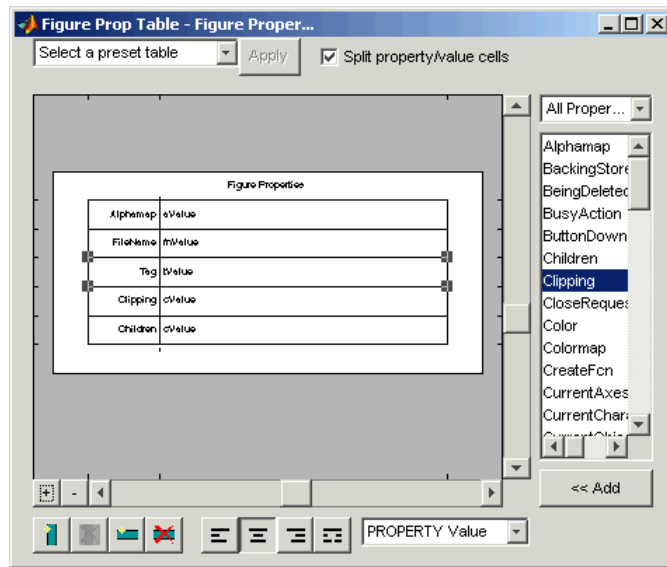 Figure Prop Table - Figure Proper...
Select a preset table
Apply
Split property/value cells
All Proper...
Figure Properties
Alphamap aValue
FileName fnValue
Tag tValue
Clipping cValue
Children cValue
Alphamap
BackingStore
BeingDeleted
BusyAction
ButtonDown
Children
Clipping
CloseReques
Color
Colormap
CreateFcn
CurrentAxes
CurrentChara
<< Add
PROPERTY Value